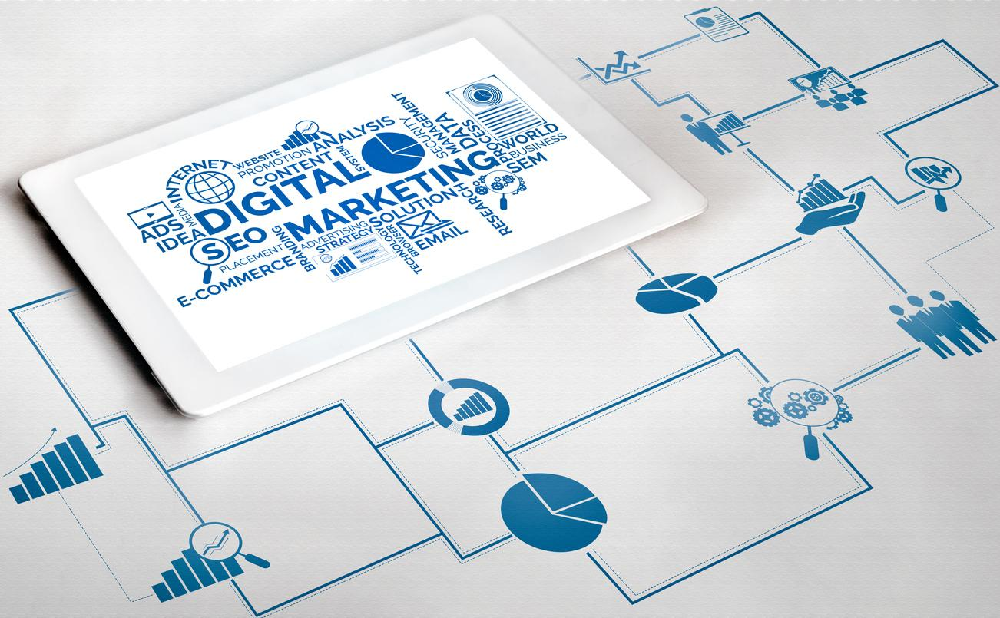 INTERNET
WEBSITE
PROMOTION
ANALYSIS
CONTENT
SYSTEM
SECURITY
MANAGEMENT
DATA
PROCESS
WORLD
BUSINESS
SEM
MEDIA
DIGITAL
MARKETING
ADS
IDEA
SEO
PLACEMENT
E-COMMERCE
BRANDING
ADVERTISING
STRATEGY
SOLUTION
TECHNOLOGY
BROWSER
EMAIL
RESEARCH